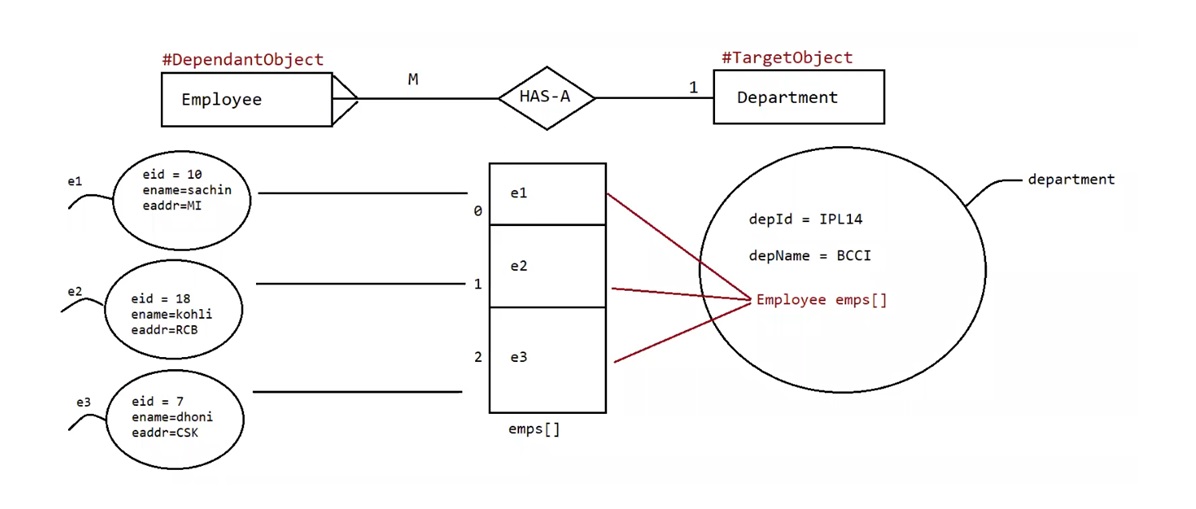 #DependantObject
#TargetObject
Employee
M
HAS-A
1
Department
e1
eid = 10
ename=sachin
eaddr=MI
0
e1
department
depId = IPL14
depName = BCCI
Employee emps[]
e2
eid = 18
ename=kohli
eaddr=RCB
1
e2
e3
eid = 7
ename=dhoni
eaddr=CSK
2
e3
emps[]